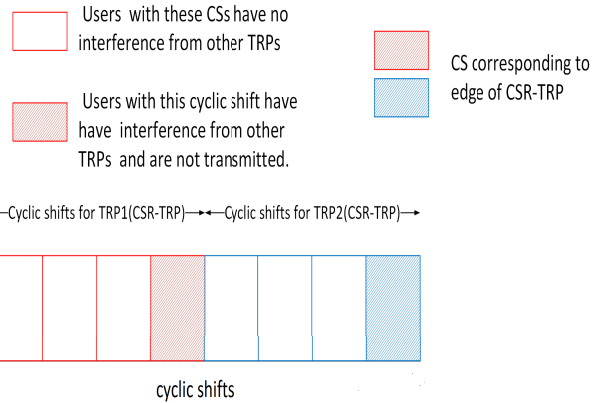 Users with these CSs have no
interference from other TRPs
Users with this cyclic shift have
have interference from other
TRPs and are not transmitted.
CS corresponding to
edge of CSR-TRP
Cyclic shifts for TRP1(CSR-TRP)
Cyclic shifts for TRP2(CSR-TRP)
cyclic shifts